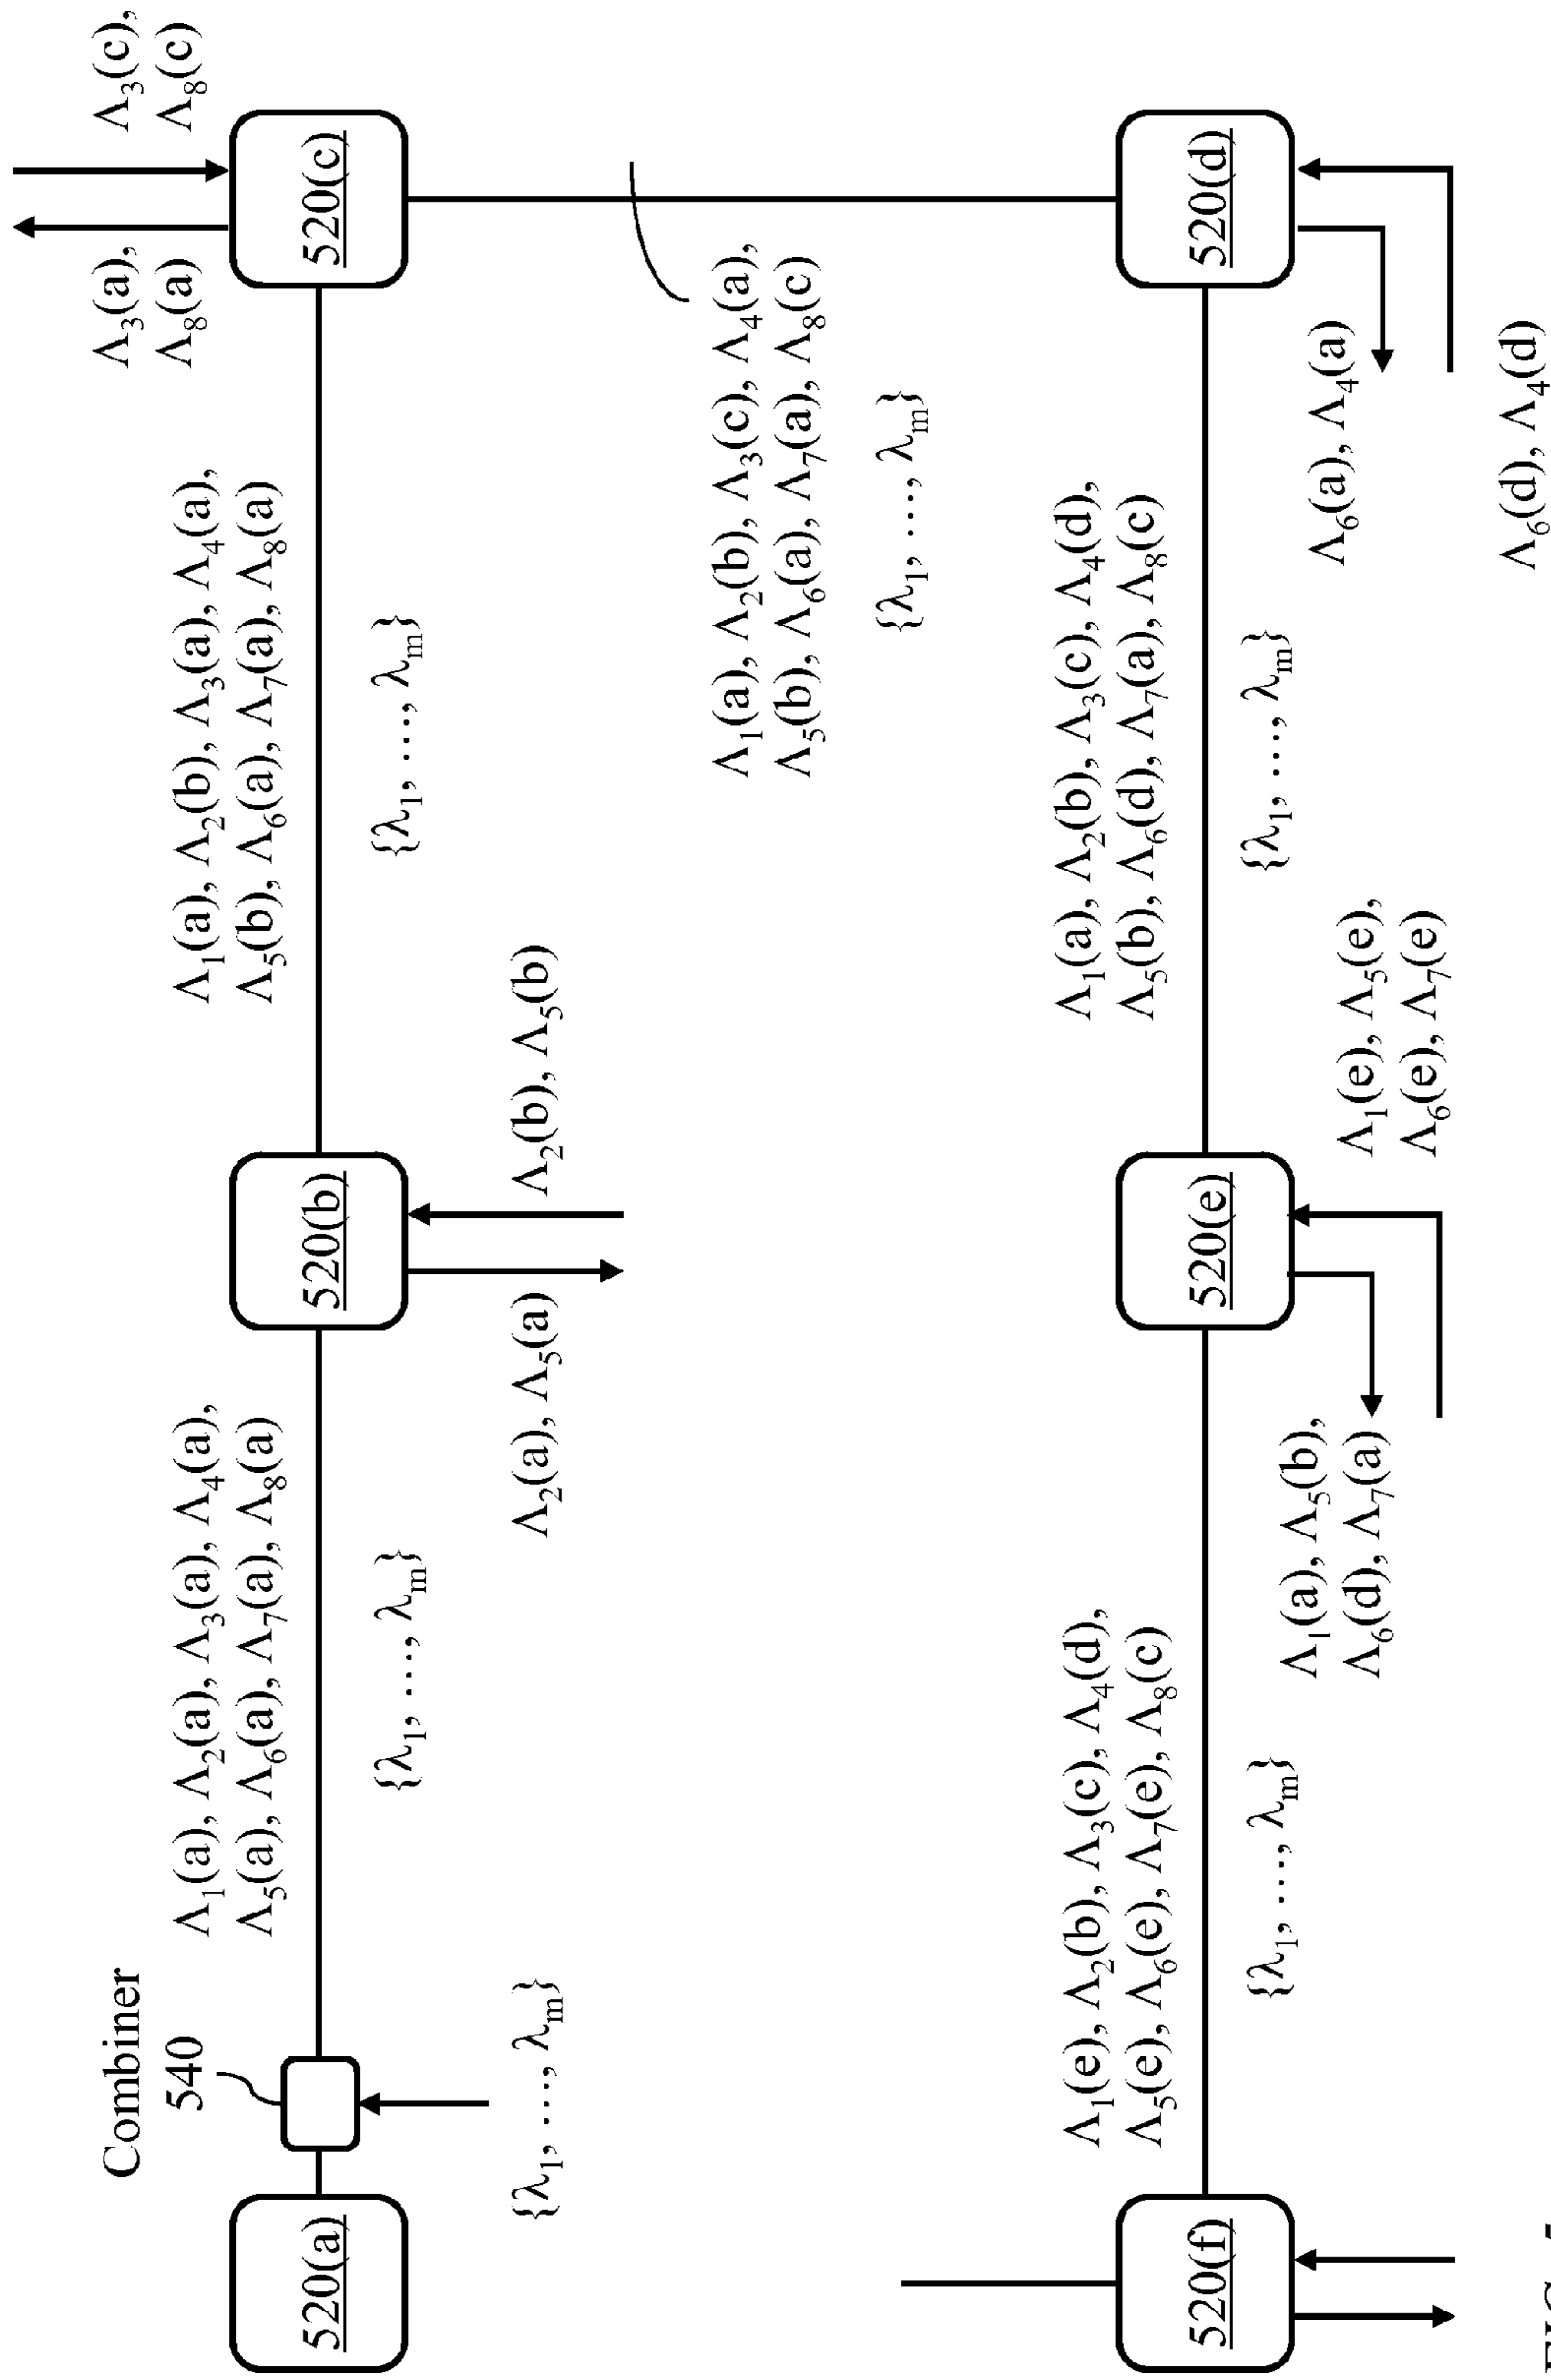 Combiner
540
520(a)
{λ1, …., λm}
Λ1(a), Λ2(a), Λ3(a), Λ4(a),
Λ5(a), Λ6(a), Λ7(a), Λ8(a)
{λ1, …., λm}
520(b)
Λ2(a), Λ5(a)
Λ2(b), Λ5(b)
Λ1(a), Λ2(b), Λ3(a), Λ4(a),
Λ5(b), Λ6(a), Λ7(a), Λ8(a)
{λ1, …., λm}
Λ3(a),
Λ8(a)
Λ3(c),
Λ8(c)
520(c)
Λ1(a), Λ2(b), Λ3(c), Λ4(a),
Λ5(b), Λ6(a), Λ7(a), Λ8(c)
{λ1, …., λm}
520(f)
Λ1(e), Λ2(b), Λ3(c), Λ4(d),
Λ5(e), Λ6(e), Λ7(e), Λ8(c)
{λ1, …., λm}
520(e)
Λ1(a), Λ5(b),
Λ6(d), Λ7(a)
Λ1(e), Λ5(e),
Λ6(e), Λ7(e)
Λ1(a), Λ2(b), Λ3(c), Λ4(d),
Λ5(b), Λ6(d), Λ7(a), Λ8(c)
{λ1, …., λm}
520(d)
Λ6(a), Λ4(a)
Λ6(d), Λ4(d)